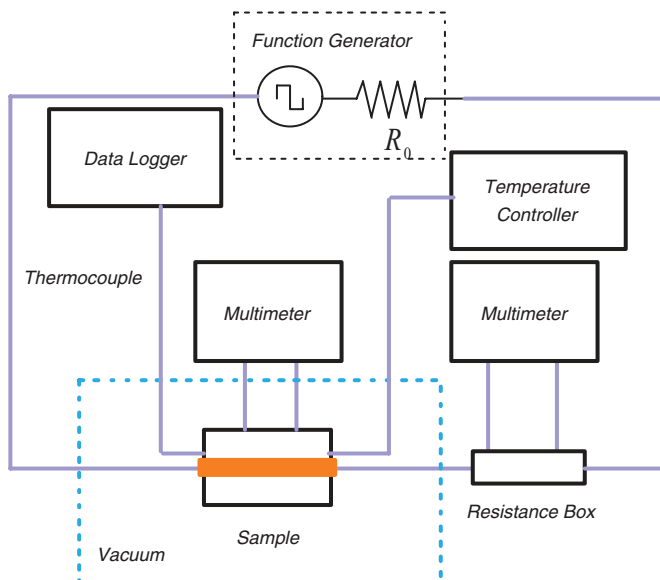 Function Generator
R₀
Data Logger
Temperature
Controller
Thermocouple
Multimeter
Multimeter
Resistance Box
Sample
Vacuum